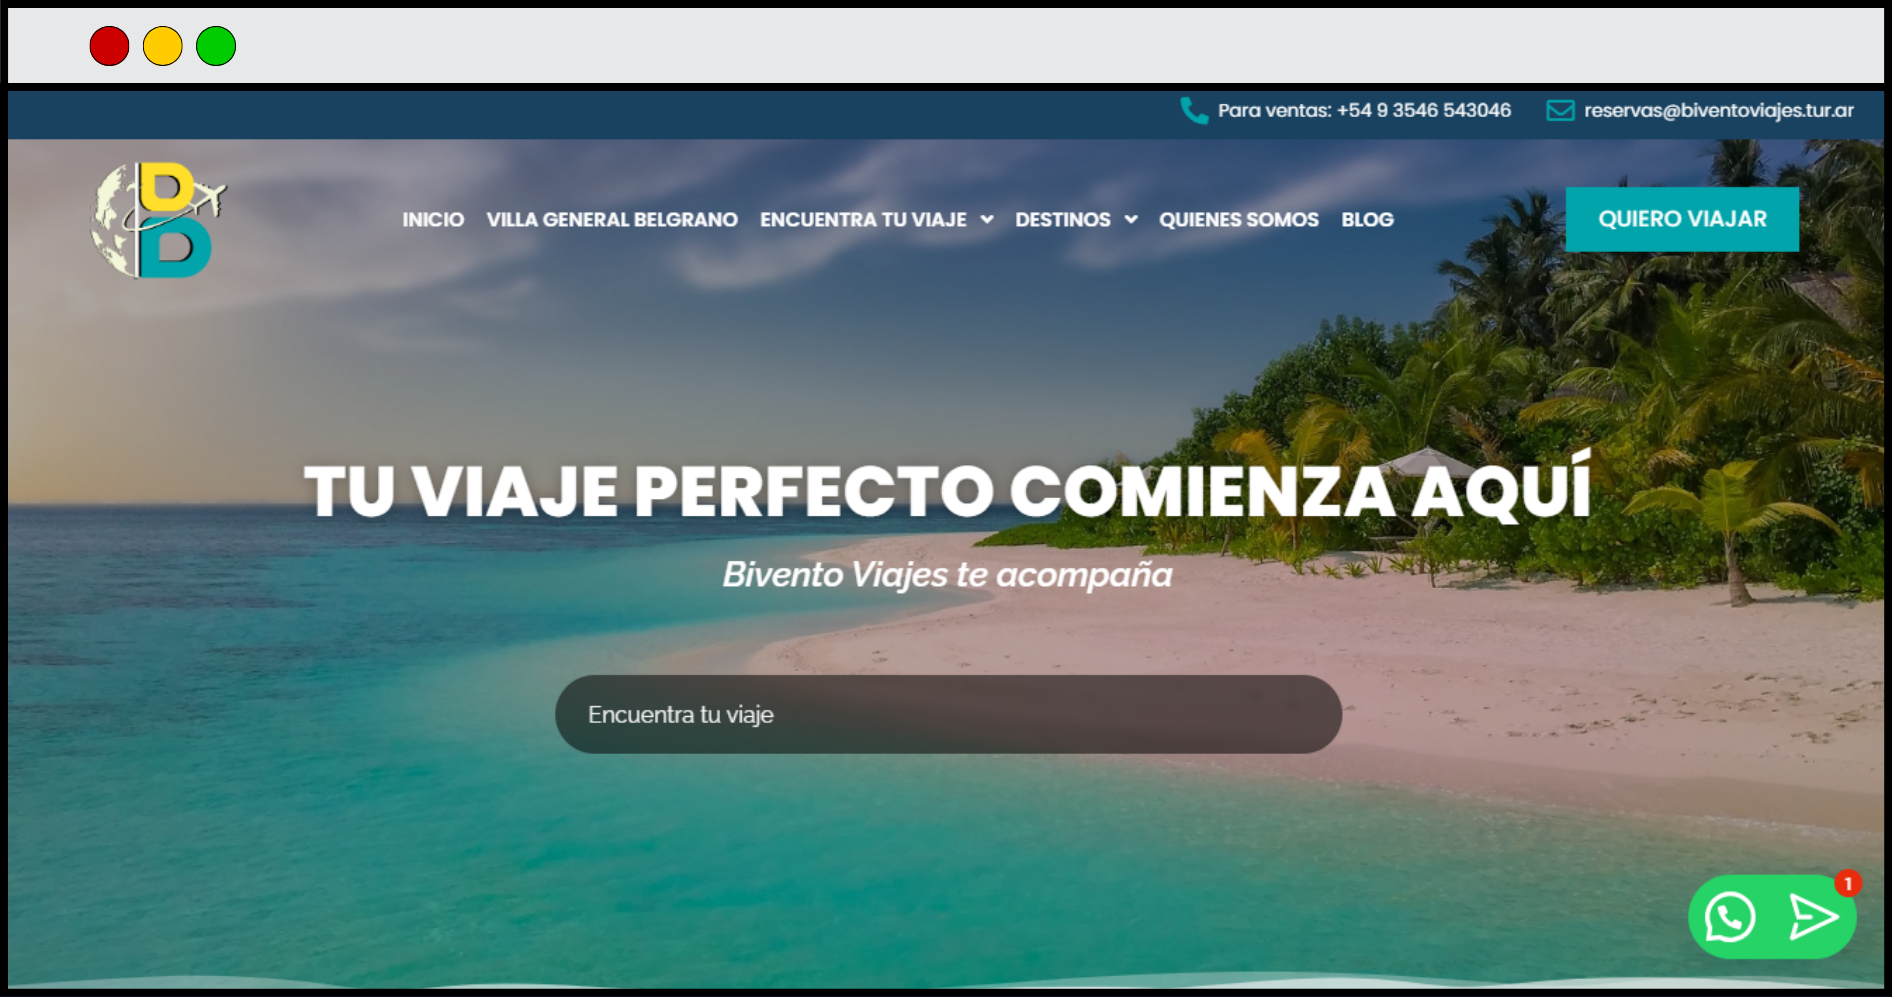 Para ventas: +54 9 3546 543046 reservas@biventoviajes.tur.ar
INICIO VILLA GENERAL BELGRANO ENCUENTRA TU VIAJE DESTINOS QUIENES SOMOS BLOG QUIERO VIAJAR
TU VIAJE PERFECTO COMIENZA AQUÍ
Bivento Viajes te acompaña
Encuentra tu viaje
1